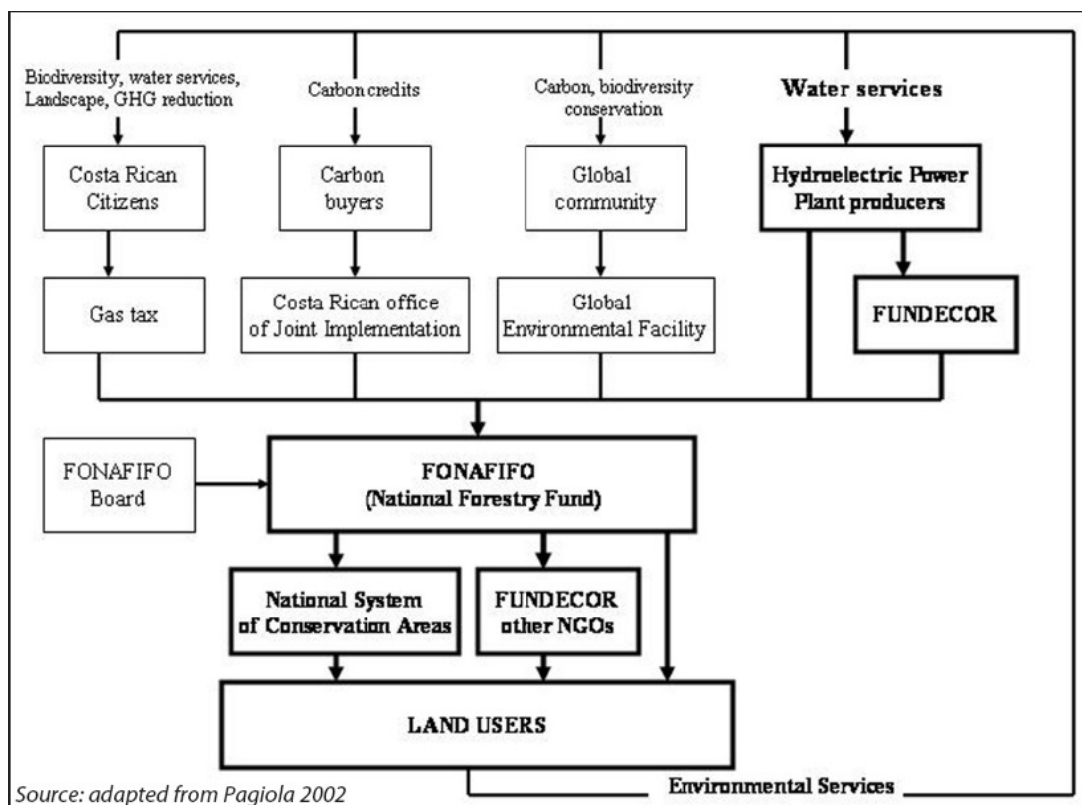 Biodiversity, water services,
Landscape, GHG reduction
Carbon credits
Carbon, biodiversity
conservation
Water services
Costa Rican
Citizens
Carbon
buyers
Global
community
Hydroelectric Power
Plant producers
Gas tax
Costa Rican office
of Joint Implementation
Global
Environmental Facility
FUNDECOR
FONAFIFO
Board
FONAFIFO
(National Forestry Fund)
National System
of Conservation Areas
FUNDECOR
other NGOs
LAND USERS
Environmental Services
Source: adapted from Pagiola 2002